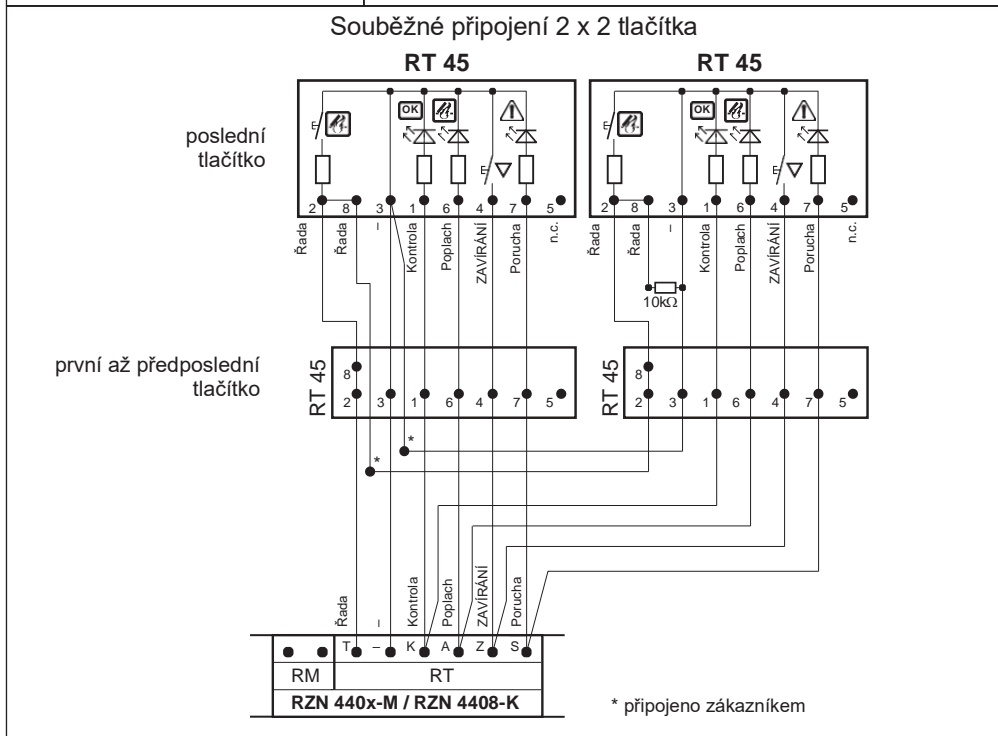 Souběžné připojení 2 x 2 tlačítka
RT 45 RT 45
poslední
tlačítko
OK OK
2 8 3 1 6 4 7 5 2 8 3 1 6 4 7 5
Řada Řada – Kontrola Poplach ZAVÍRÁNÍ Porucha n.c. Řada Řada – Kontrola Poplach ZAVÍRÁNÍ Porucha n.c.
10kΩ
první až předposlední
tlačítko
RT 45 RT 45
8 8
2 3 1 6 4 7 5 2 3 1 6 4 7 5
*
*
Řada – Kontrola Poplach ZAVÍRÁNÍ Porucha
T – K A Z S
RM RT
RZN 440x-M / RZN 4408-K
* připojeno zákazníkem